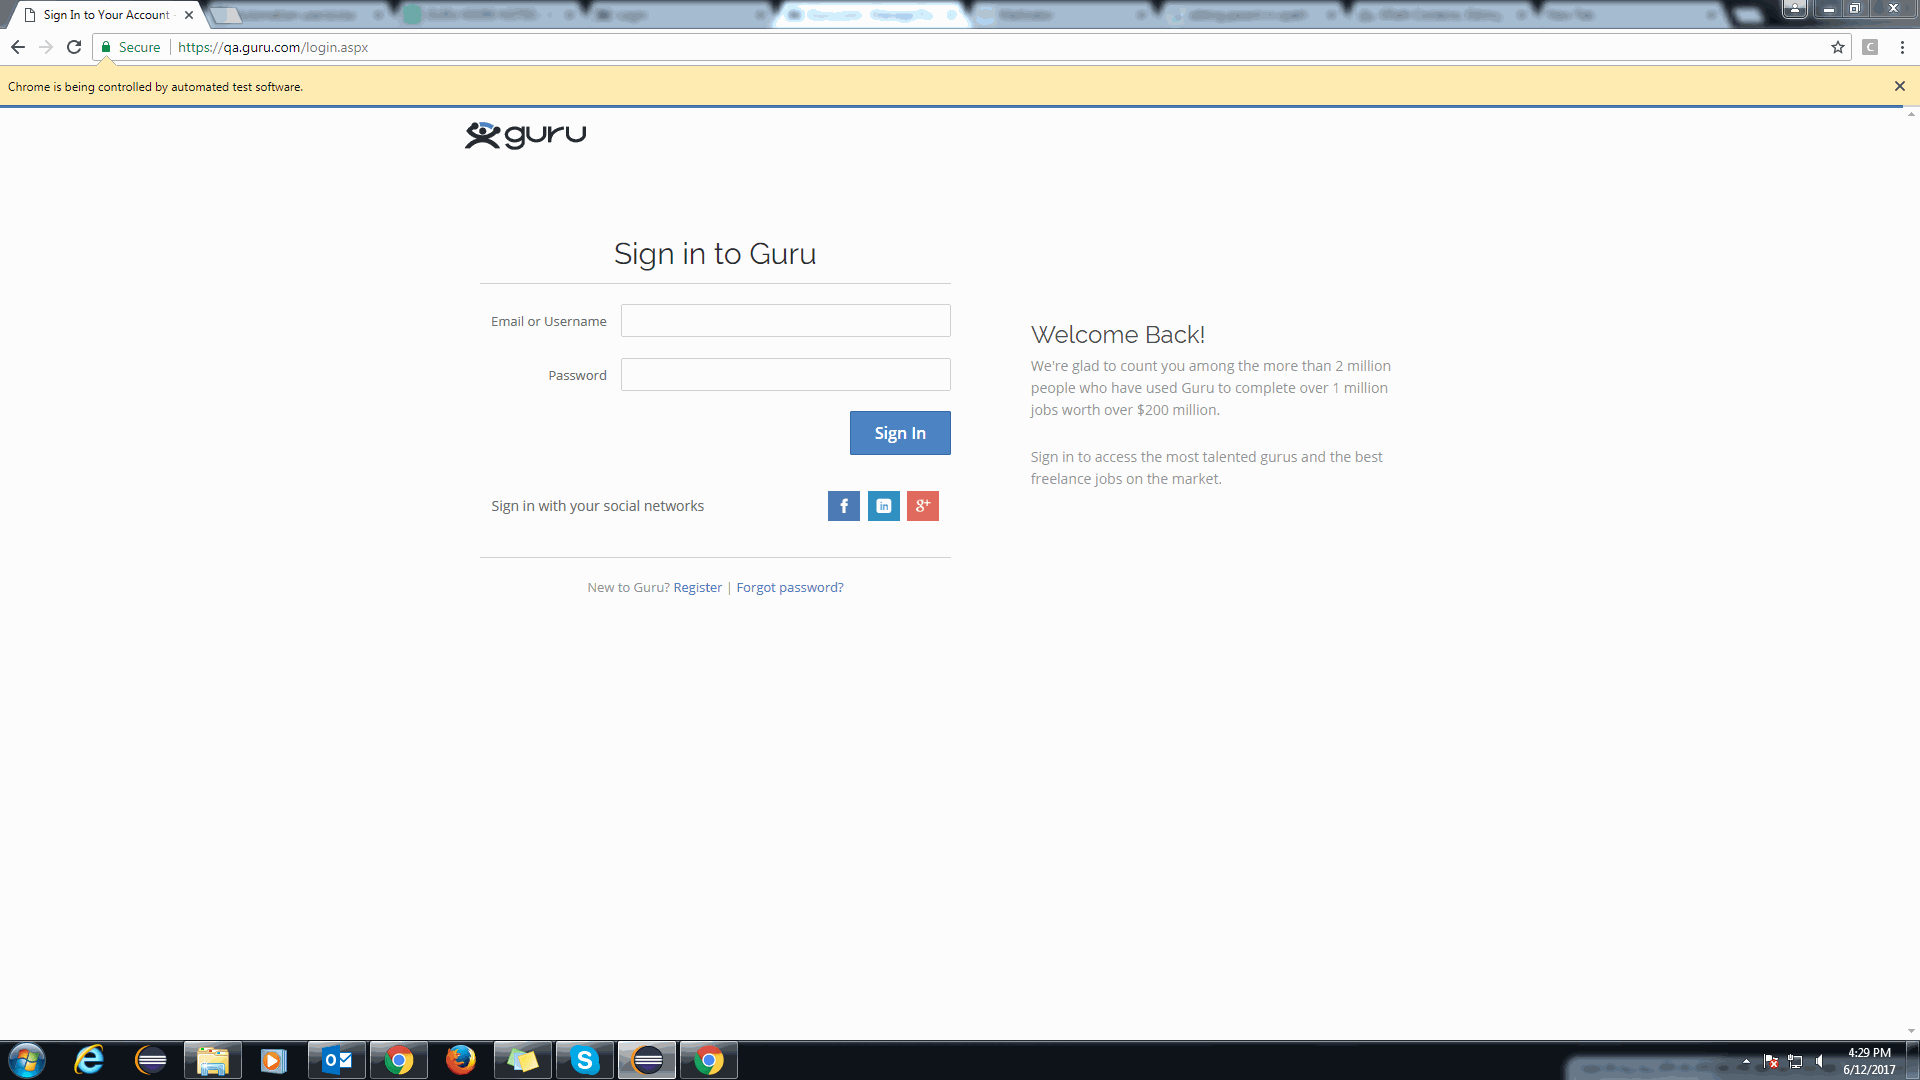 Sign In to Your Account
Secure
https://qa.guru.com/login.aspx
C
Chrome is being controlled by automated test software.
guru
Sign in to Guru
Email or Username
Password
Sign In
Sign in with your social networks
f
in
g+
New to Guru? Register | Forgot password?
Welcome Back!
We're glad to count you among the more than 2 million
people who have used Guru to complete over 1 million
jobs worth over $200 million.
Sign in to access the most talented gurus and the best
freelance jobs on the market.
4:29 PM
6/12/2017